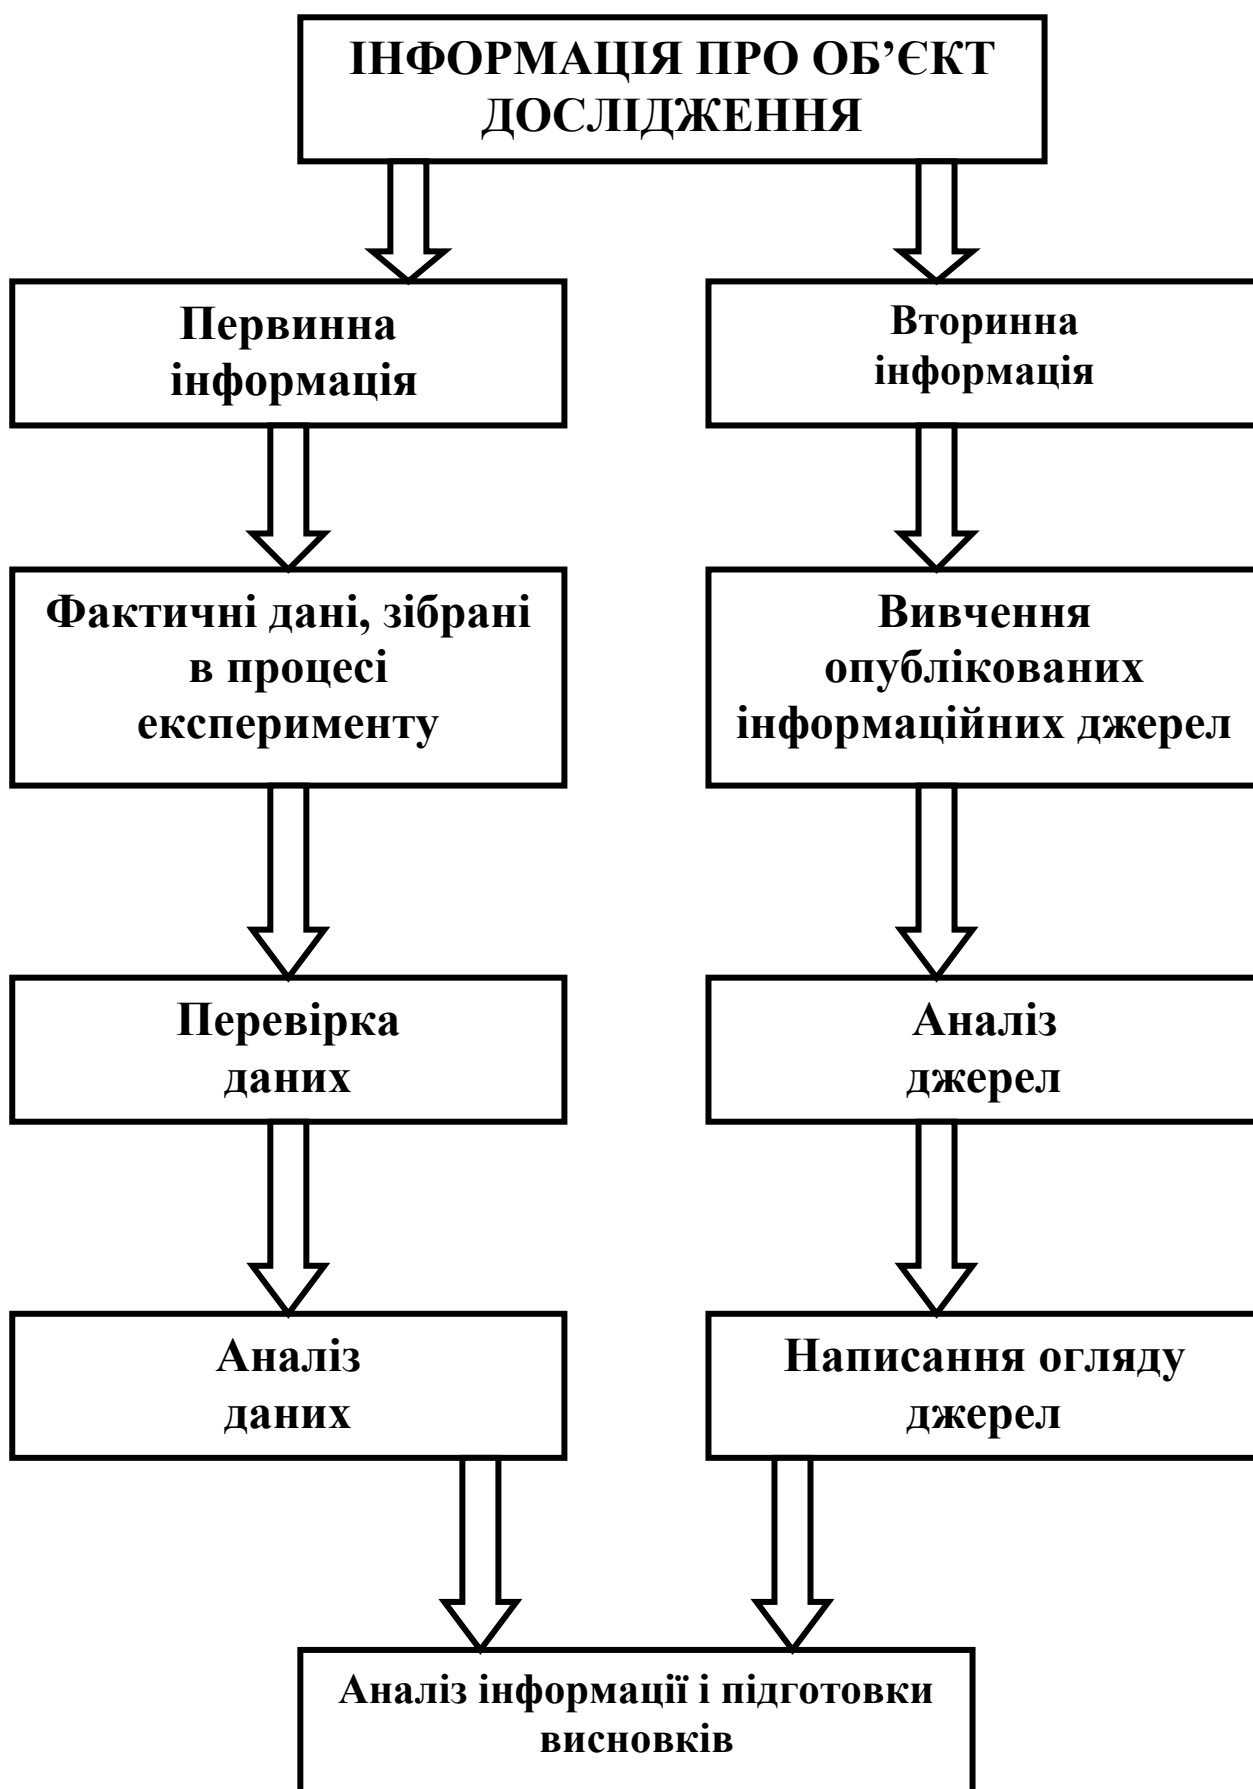 ІНФОРМАЦІЯ ПРО ОБ’ЄКТ
ДОСЛІДЖЕННЯ
Первинна
інформація
Вторинна
інформація
Фактичні дані, зібрані
в процесі
експерименту
Вивчення
опублікованих
інформаційних джерел
Перевірка
даних
Аналіз
джерел
Аналіз
даних
Написання огляду
джерел
Аналіз інформації і підготовки
висновків